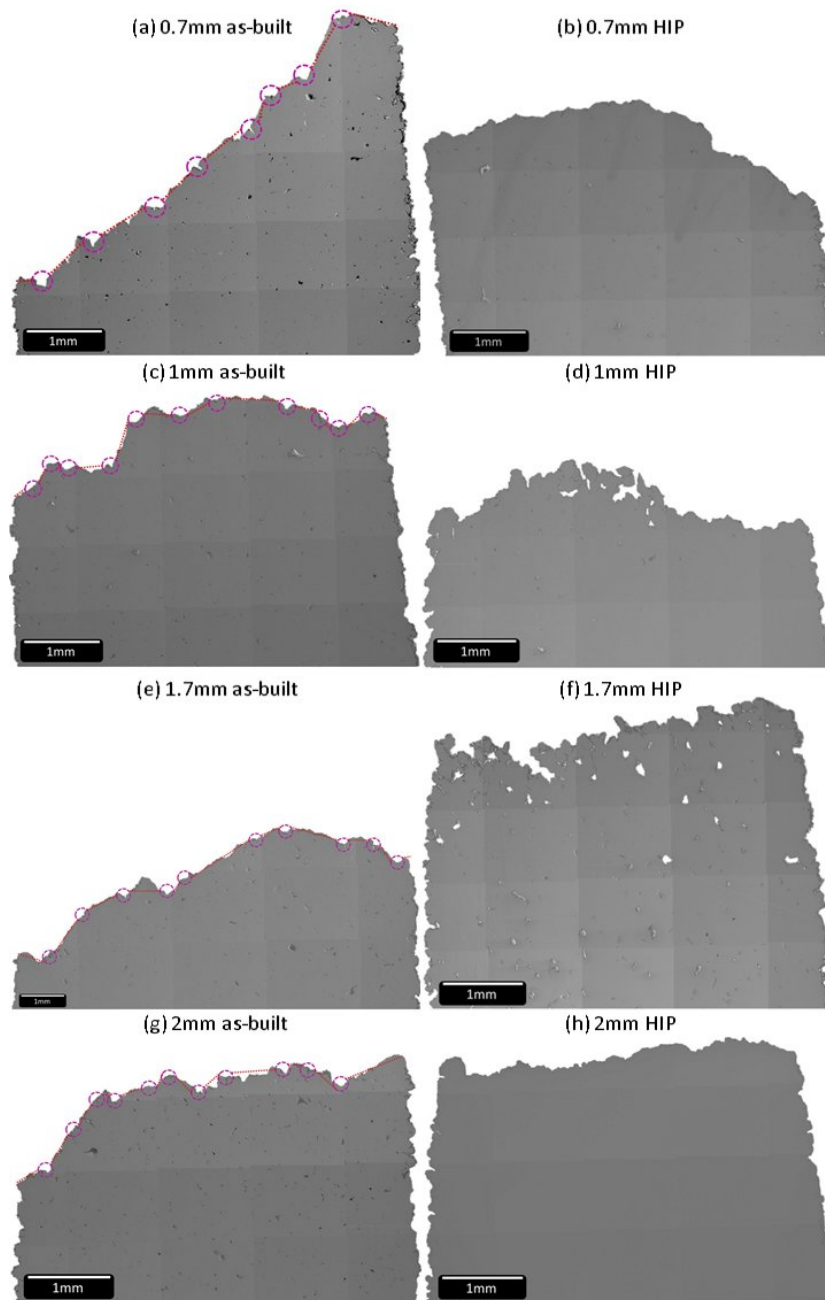 (a) 0.7mm as-built
(b) 0.7mm HIP
1mm
1mm
(c) 1mm as-built
(d) 1mm HIP
1mm
1mm
(e) 1.7mm as-built
(f) 1.7mm HIP
1mm
1mm
(g) 2mm as-built
(h) 2mm HIP
1mm
1mm